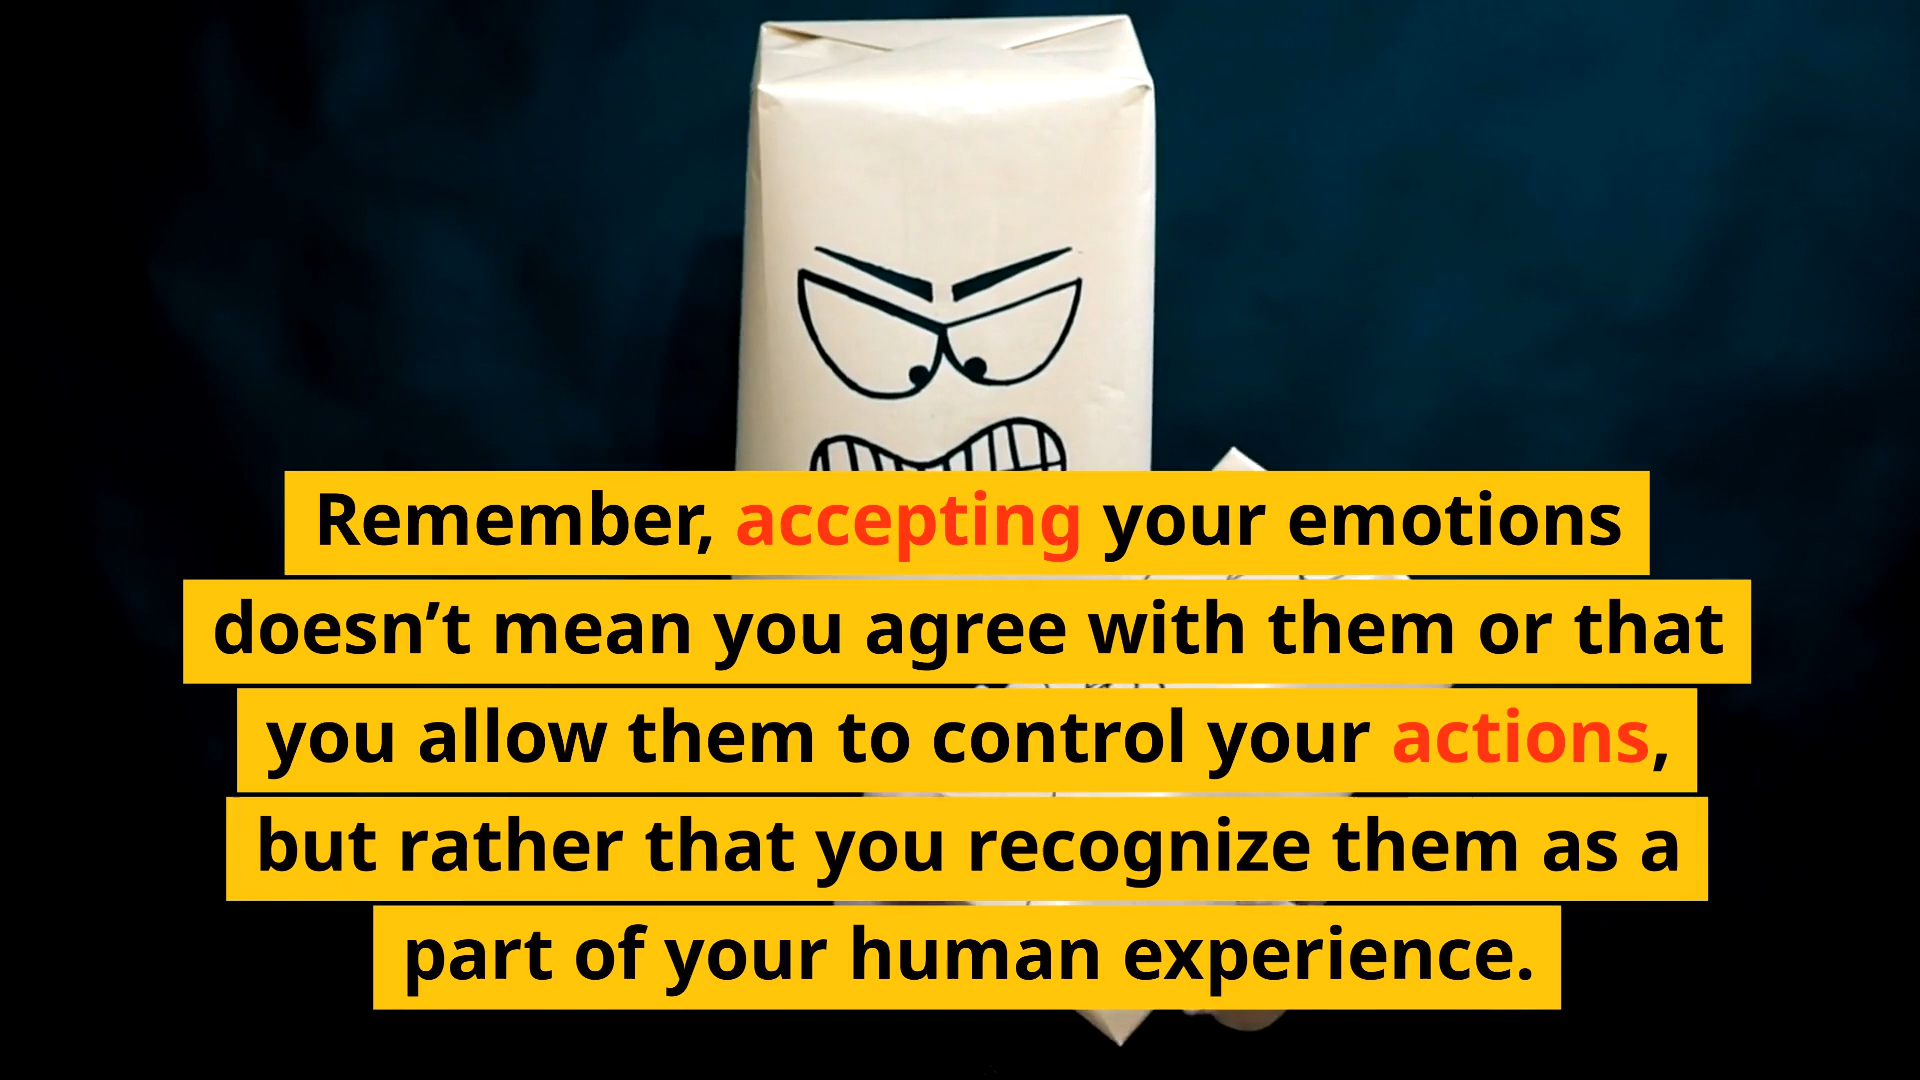 Remember, accepting your emotions
doesn’t mean you agree with them or that
you allow them to control your actions,
but rather that you recognize them as a
part of your human experience.